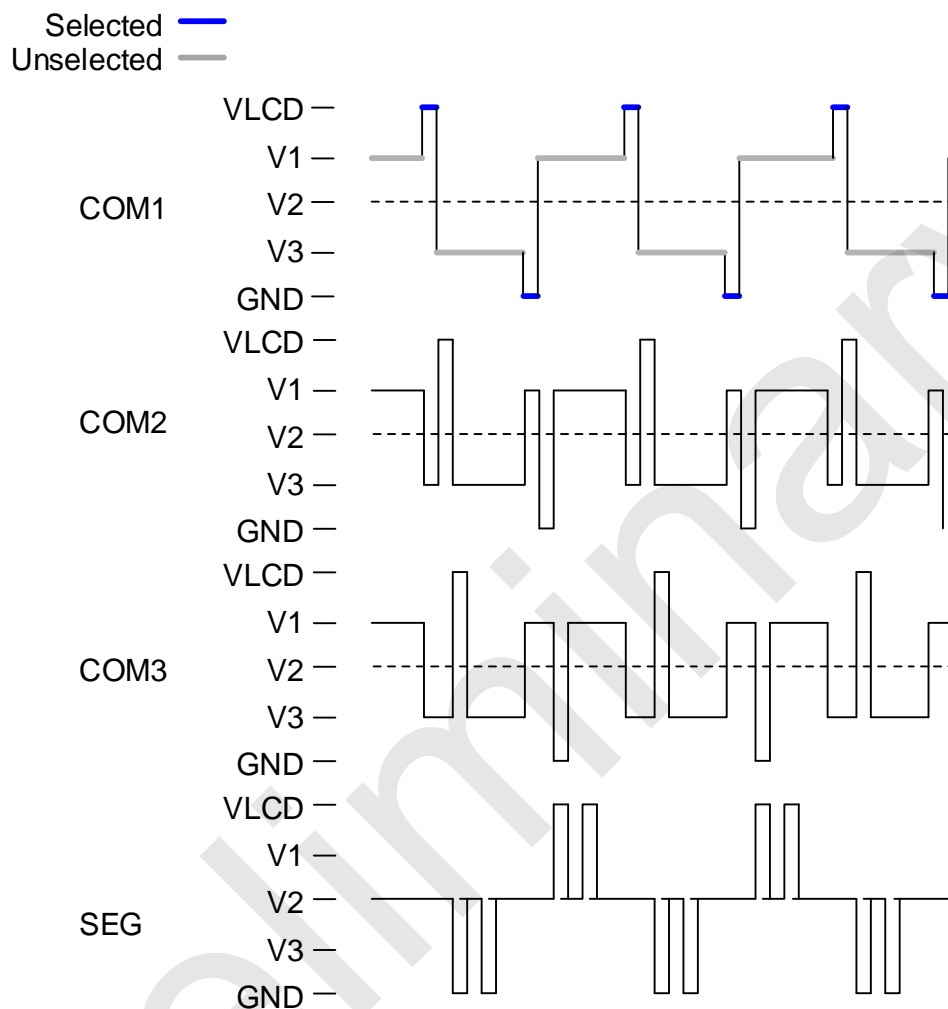 Selected
Unselected
VLCD
V1
COM1
V2
V3
GND
VLCD
V1
COM2
V2
V3
GND
VLCD
V1
COM3
V2
V3
GND
VLCD
V1
V2
SEG
V3
GND